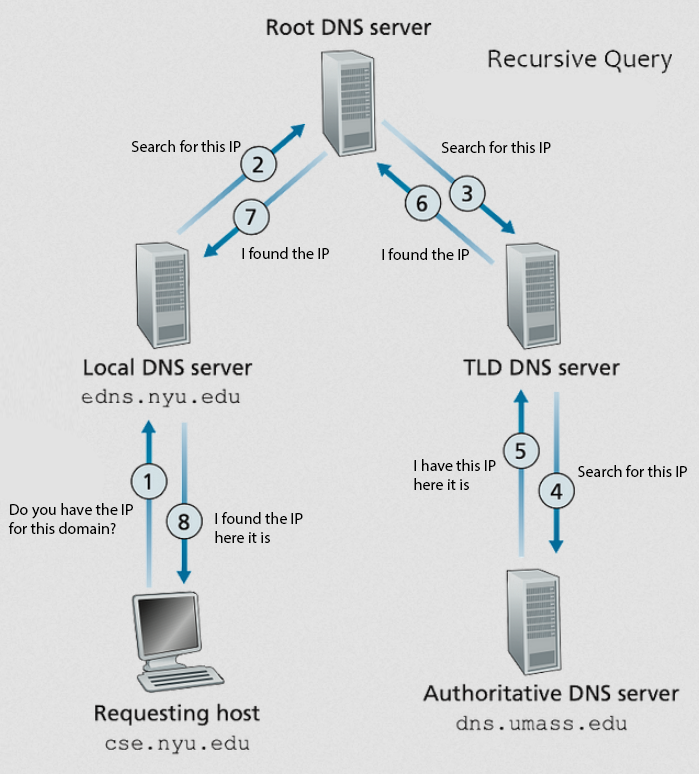 Root DNS server
Recursive Query
Search for this IP
2
Search for this IP
3
6
7
I found the IP
I found the IP
Local DNS server
edns.nyu.edu
TLD DNS server
I have this IP
here it is
5
Search for this IP
4
1
Do you have the IP
for this domain?
8
I found the IP
here it is
Requesting host
cse.nyu.edu
Authoritative DNS server
dns.umass.edu